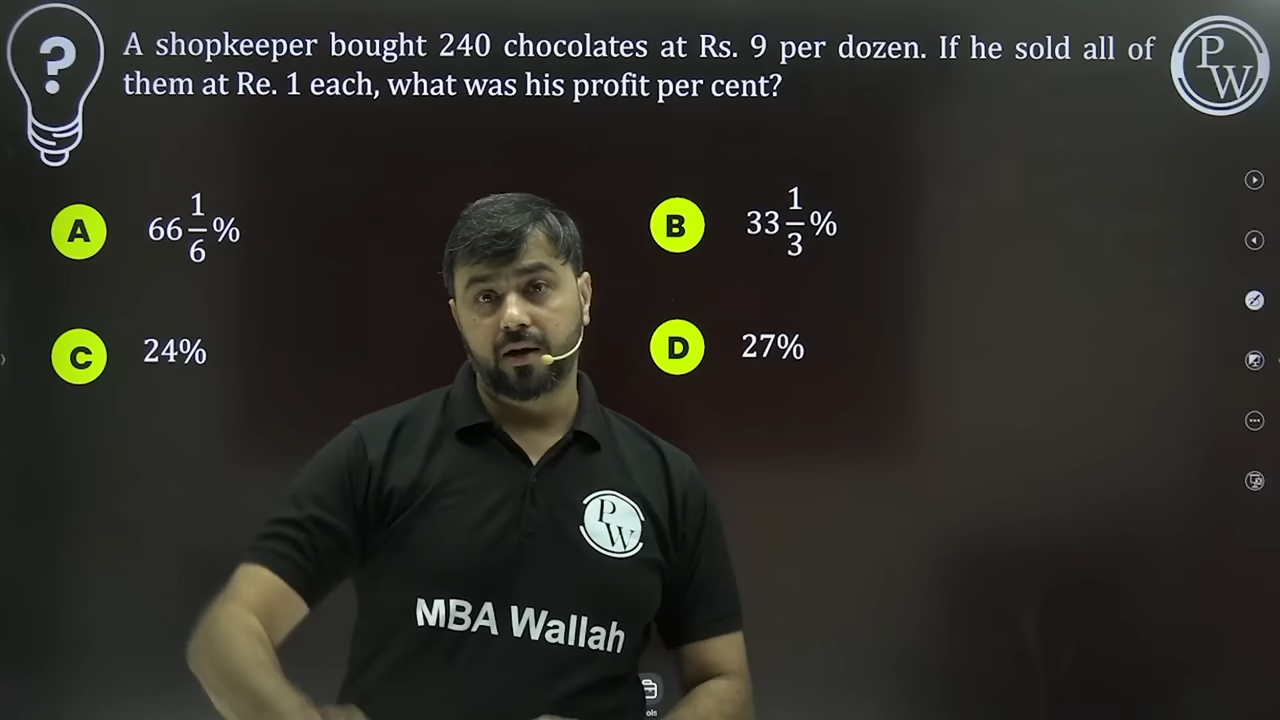 ?
A shopkeeper bought 240 chocolates at Rs. 9 per dozen. If he sold all of
them at Re. 1 each, what was his profit per cent?
P
W
A 66 1/6 %
B 33 1/3 %
C 24%
D 27%
P
W
MBA Wallah